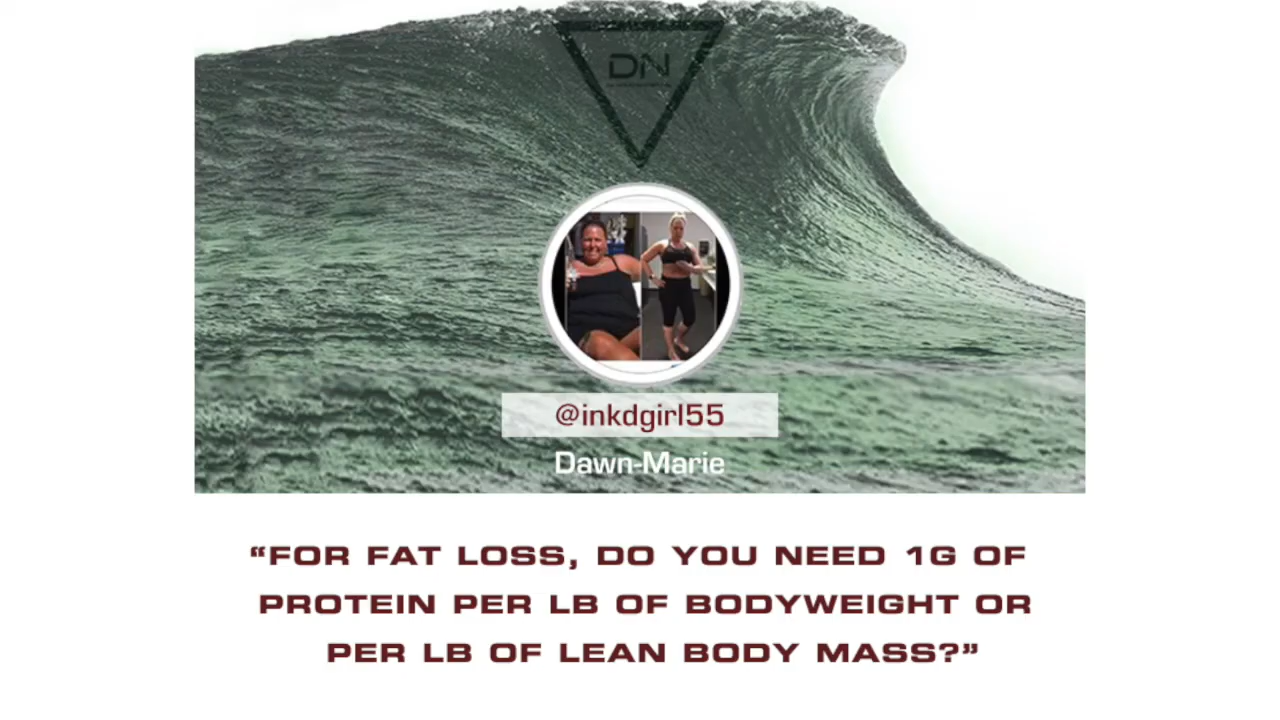 DN
@inkdgirl55
Dawn-Marie
“FOR FAT LOSS, DO YOU NEED 1G OF
PROTEIN PER LB OF BODYWEIGHT OR
PER LB OF LEAN BODY MASS?”